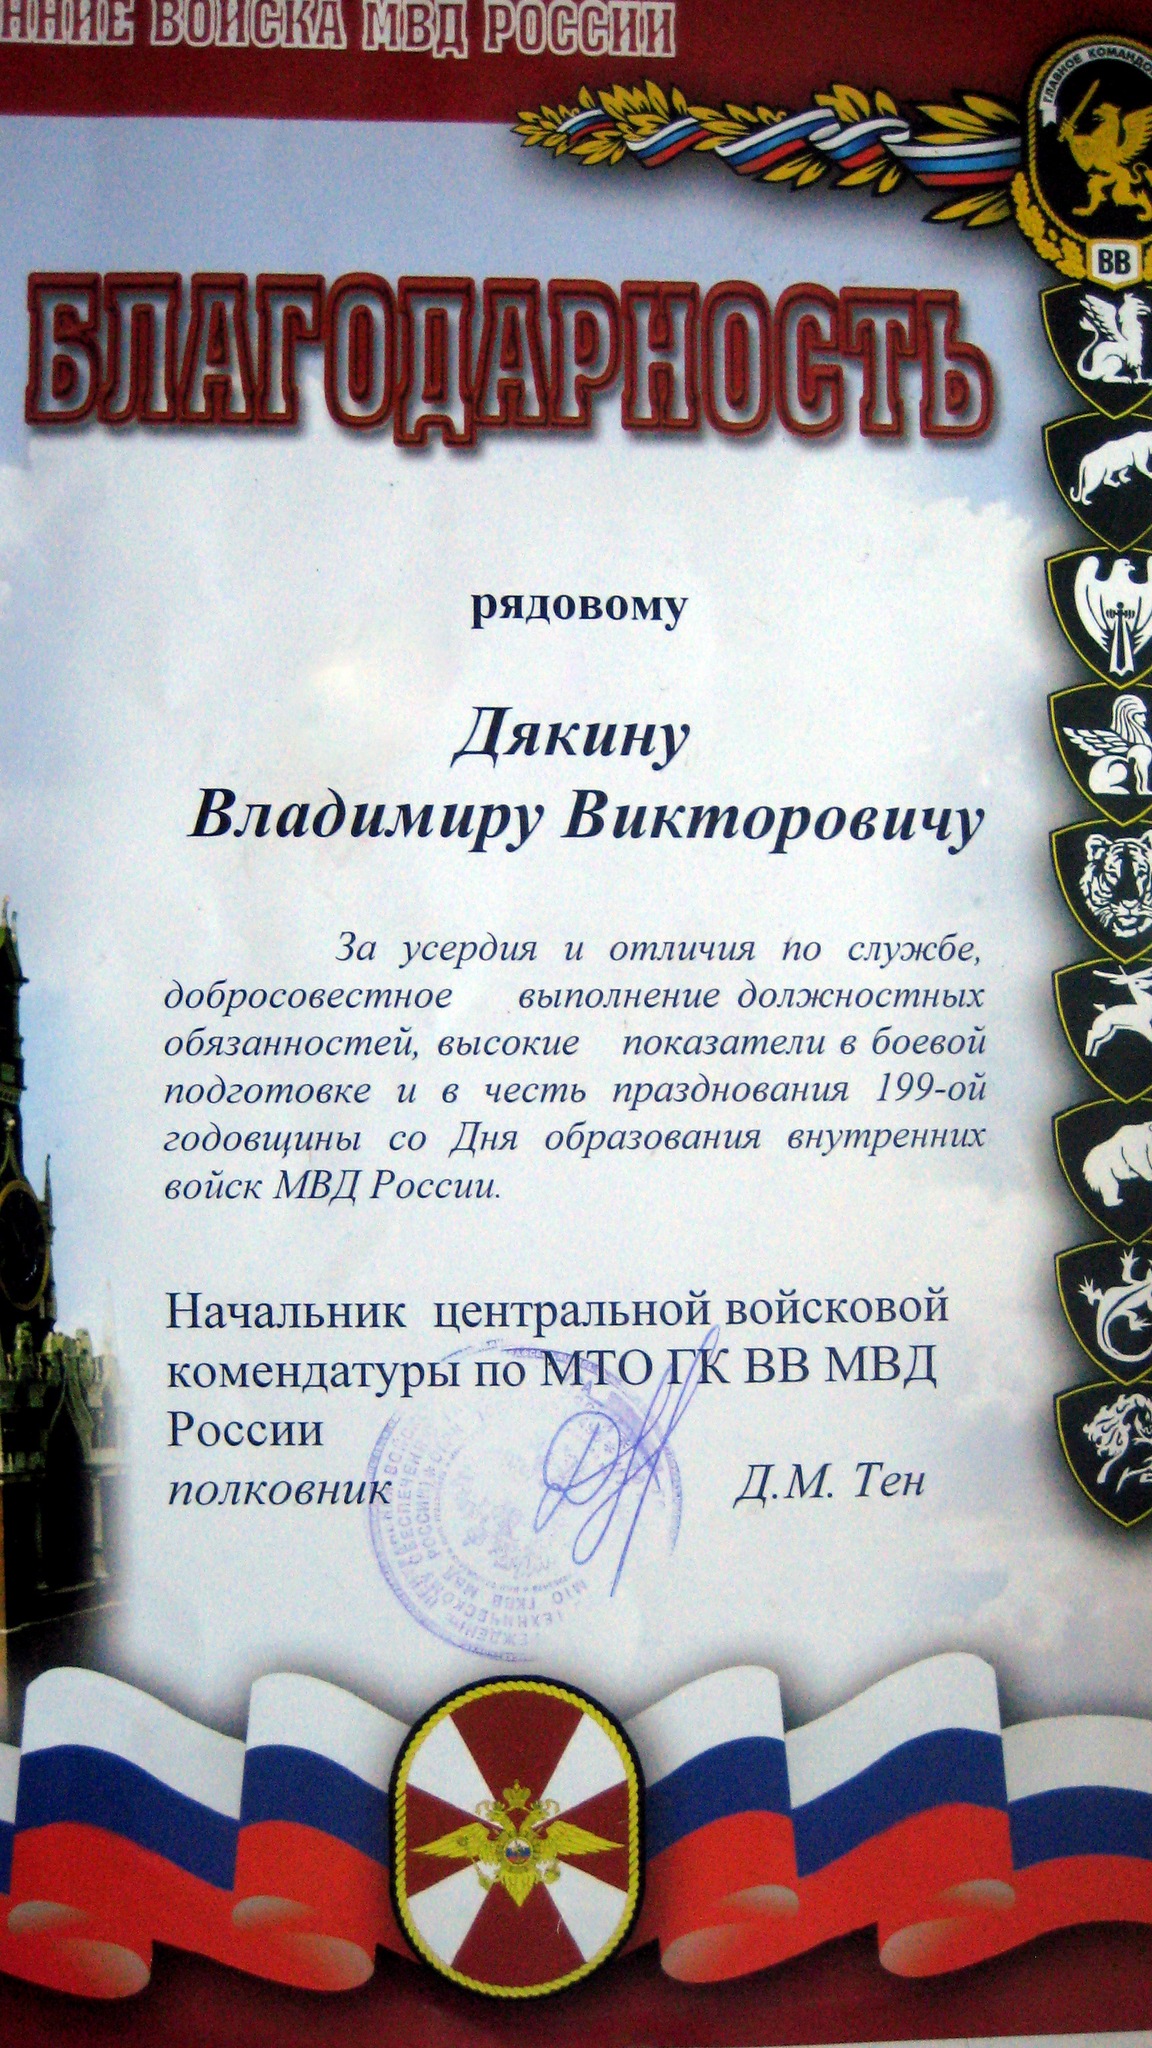 ННИЕ ВОЙСКА МВД РОССИИ
ГЛАВНОЕ КОМАНДО
ВВ
БЛАГОДАРНОСТЬ
рядовому
Дякину
Владимиру Викторовичу
За усердия и отличия по службе,
добросовестное выполнение должностных
обязанностей, высокие показатели в боевой
подготовке и в честь празднования 199-ой
годовщины со Дня образования внутренних
войск МВД России.
Начальник центральной войсковой
комендатуры по МТО ГК ВВ МВД
России
полковник Д.М. Тен